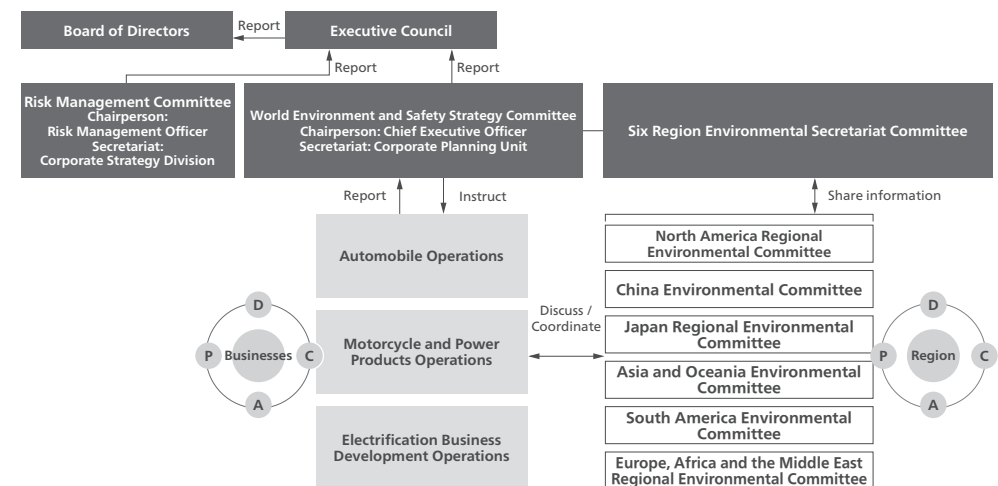 Board of Directors
Report
Executive Council
Report
Report
Risk Management Committee
Chairperson:
Risk Management Officer
Secretariat:
Corporate Strategy Division
World Environment and Safety Strategy Committee
Chairperson: Chief Executive Officer
Secretariat: Corporate Planning Unit
Six Region Environmental Secretariat Committee
Report
Instruct
Share information
Automobile Operations
Motorcycle and Power
Products Operations
Electrification Business
Development Operations
D
P
Businesses
C
A
Discuss /
Coordinate
North America Regional
Environmental Committee
China Environmental Committee
Japan Regional Environmental
Committee
Asia and Oceania Environmental
Committee
South America Environmental
Committee
Europe, Africa and the Middle East
Regional Environmental Committee
D
P
Region
C
A